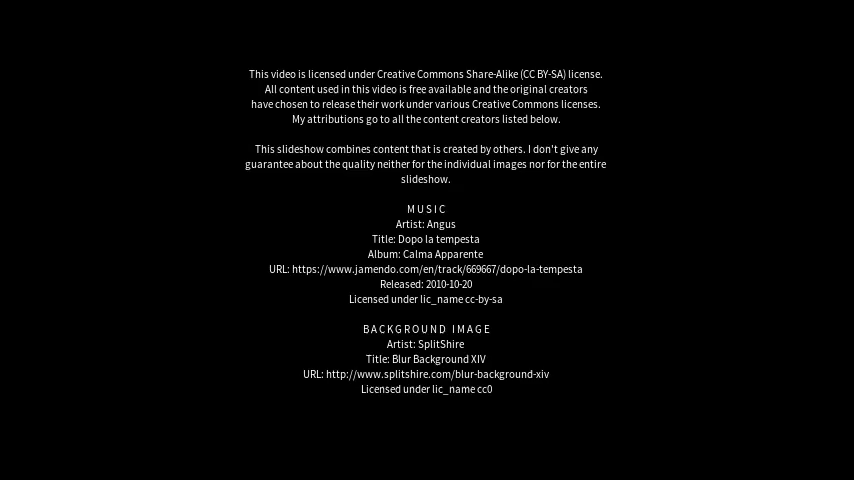 This video is licensed under Creative Commons Share-Alike (CC BY-SA) license.
All content used in this video is free available and the original creators
have chosen to release their work under various Creative Commons licenses.
My attributions go to all the content creators listed below.
This slideshow combines content that is created by others. I don't give any
guarantee about the quality neither for the individual images nor for the entire
slideshow.
MUSIC
Artist: Angus
Title: Dopo la tempesta
Album: Calma Apparente
URL: https://www.jamendo.com/en/track/669667/dopo-la-tempesta
Released: 2010-10-20
Licensed under lic_name cc-by-sa
BACKGROUND IMAGE
Artist: SplitShire
Title: Blur Background XIV
URL: http://www.splitshire.com/blur-background-xiv
Licensed under lic_name cc0